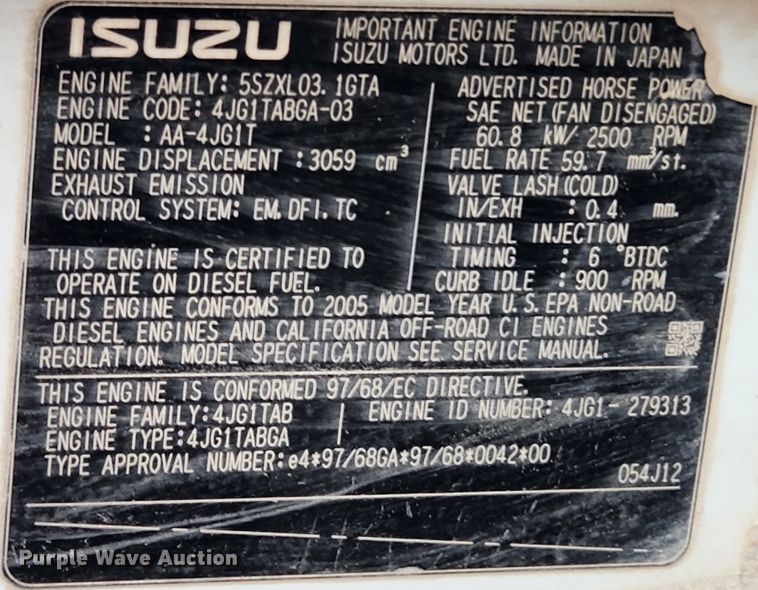 ISUZU
IMPORTANT ENGINE INFORMATION
ISUZU MOTORS LTD. MADE IN JAPAN
ENGINE FAMILY: 5SZXL03.1GTA
ENGINE CODE: 4JG1TABGA-03
MODEL : AA-4JG1T
ENGINE DISPLACEMENT : 3059 cm³
EXHAUST EMISSION
CONTROL SYSTEM: EM.DFI.TC
THIS ENGINE IS CERTIFIED TO
OPERATE ON DIESEL FUEL.
ADVERTISED HORSE POWER
SAE NET(FAN DISENGAGED)
60.8 kW/ 2500 RPM
FUEL RATE 59.7 mm³/st.
VALVE LASH(COLD)
IN/EXH : 0.4 mm.
INITIAL INJECTION
TIMING : 6 °BTDC
CURB IDLE : 900 RPM
THIS ENGINE CONFORMS TO 2005 MODEL YEAR U.S. EPA NON-ROAD
DIESEL ENGINES AND CALIFORNIA OFF-ROAD CI ENGINES
REGULATION. MODEL SPECIFICATION SEE SERVICE MANUAL.
THIS ENGINE IS CONFORMED 97/68/EC DIRECTIVE.
ENGINE FAMILY:4JG1TAB
ENGINE TYPE:4JG1TABGA
ENGINE ID NUMBER: 4JG1- 279313
TYPE APPROVAL NUMBER:e4*97/68GA*97/68*0042*00
054J12
Purple Wave Auction